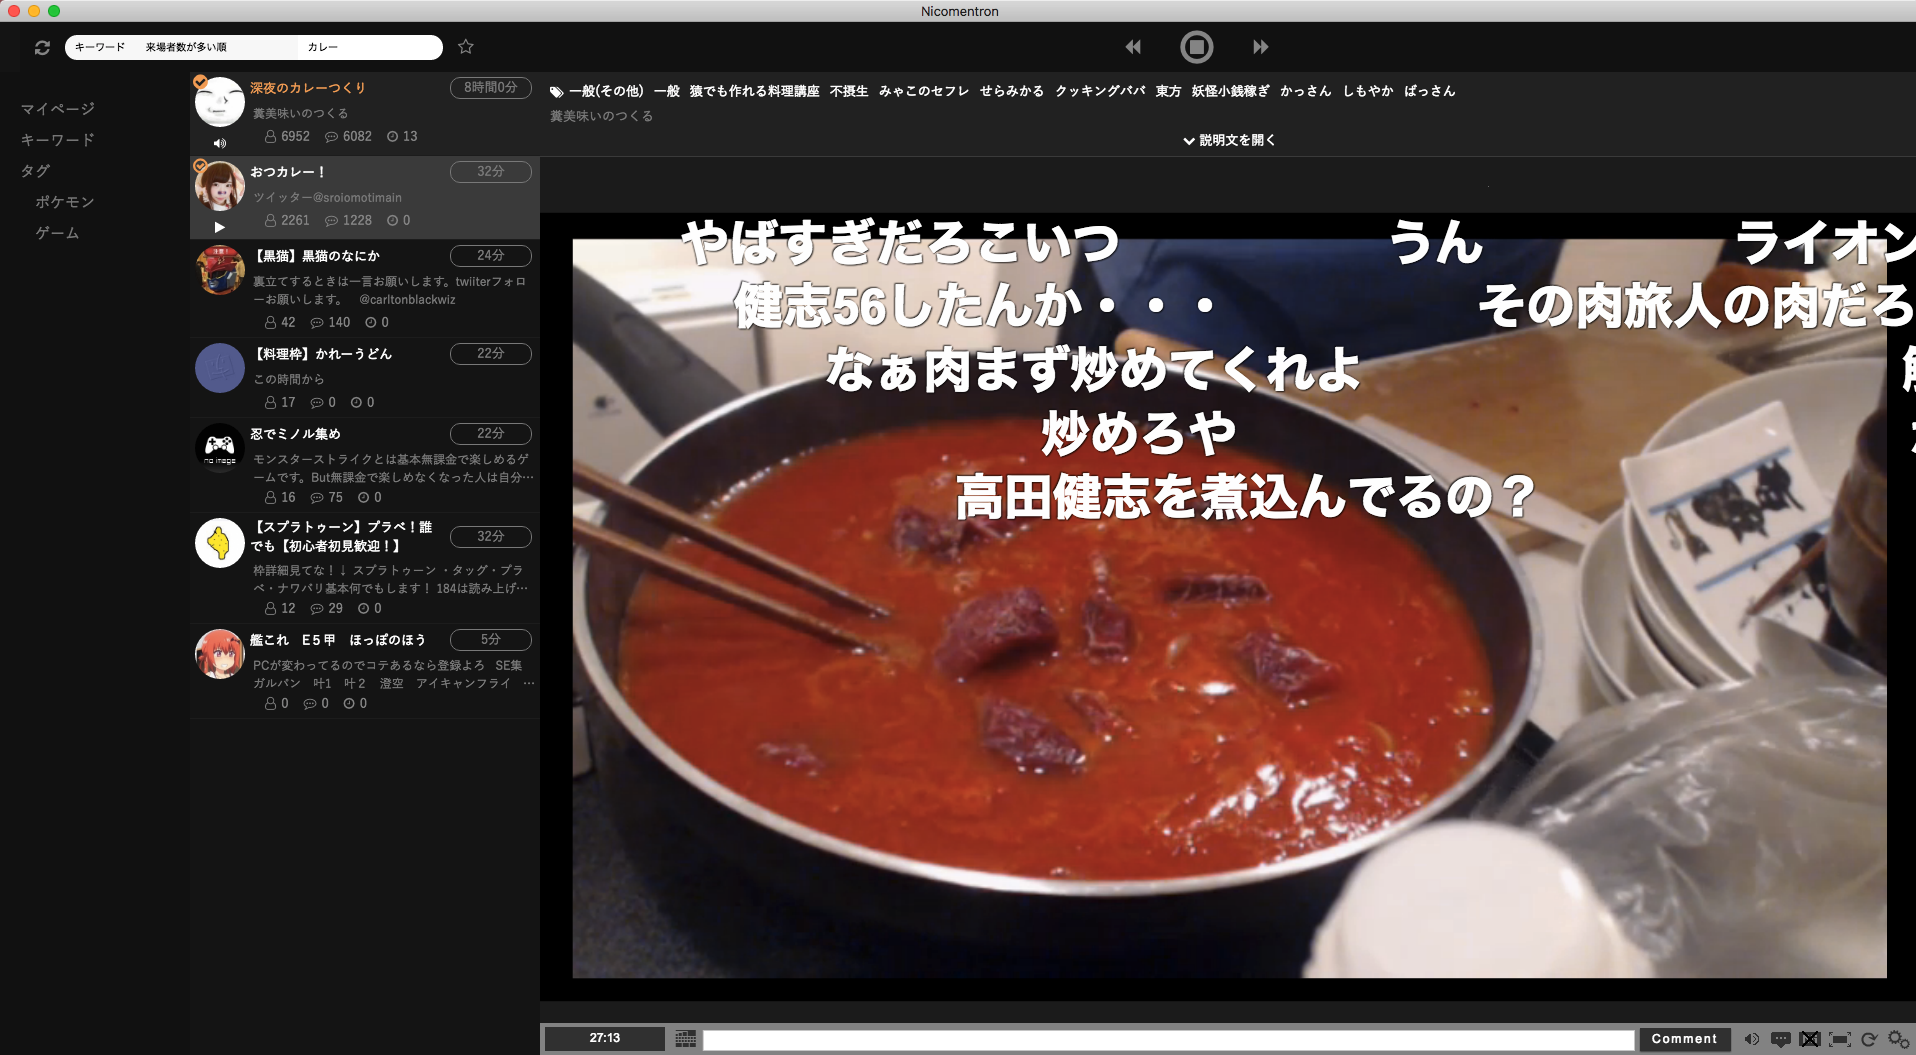 Nicomentron
キーワード 来場者数が多い順 カレー
マイページ
キーワード
タグ
ポケモン
ゲーム
深夜のカレーつくり 8時間0分
糞美味いのつくる
6952 6082 13
おつカレー！ 32分
ツイッター@sroiomotimain
2261 1228 0
【黒猫】黒猫のなにか 24分
裏立てするときは一言お願いします。twiiterフォロ
ーお願いします。 @carltonblackwiz
42 140 0
【料理枠】かれーうどん 22分
この時間から
17 0 0
忍でミノル集め 22分
no image
モンスターストライクとは基本無課金で楽しめるゲ
ームです。But無課金で楽しめなくなった人は自分…
16 75 0
【スプラトゥーン】プラベ！誰
でも【初心者初見歓迎！】 32分
枠詳細見てな！↓ スプラトゥーン ・タッグ・プラ
ベ・ナワバリ基本何でもします！ 184は読み上げ…
12 29 0
艦これ E５甲 ほっぽのほう 5分
PCが変わってるのでコテあるなら登録よろ SE集
ガルパン 叶1 叶２ 澄空 アイキャンフライ …
0 0 0
一般(その他) 一般 猿でも作れる料理講座 不摂生 みゃこのセフレ せらみかる クッキングパパ 東方 妖怪小銭稼ぎ かっさん しもやか ばっさん
糞美味いのつくる
説明文を開く
やばすぎだろこいつ うん ライオン
健志56したんか・・・ その肉旅人の肉だろ
なぁ肉まず炒めてくれよ
炒めろや
高田健志を煮込んでるの？
27:13 Comment